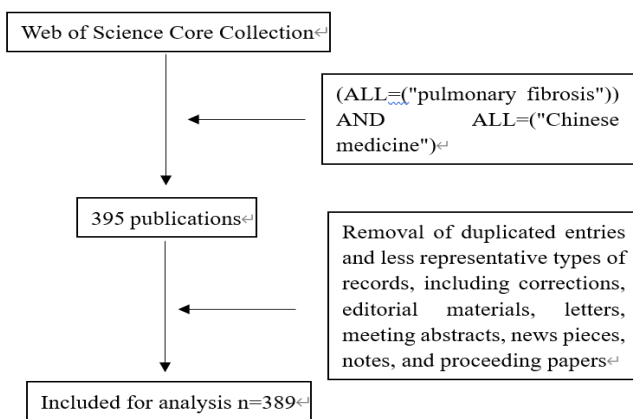 Web of Science Core Collection↵
(ALL=("pulmonary fibrosis"))
AND ALL=("Chinese
medicine")↵
395 publications↵
Removal of duplicated entries
and less representative types of
records, including corrections,
editorial materials, letters,
meeting abstracts, news pieces,
notes, and proceeding papers↵
Included for analysis n=389↵